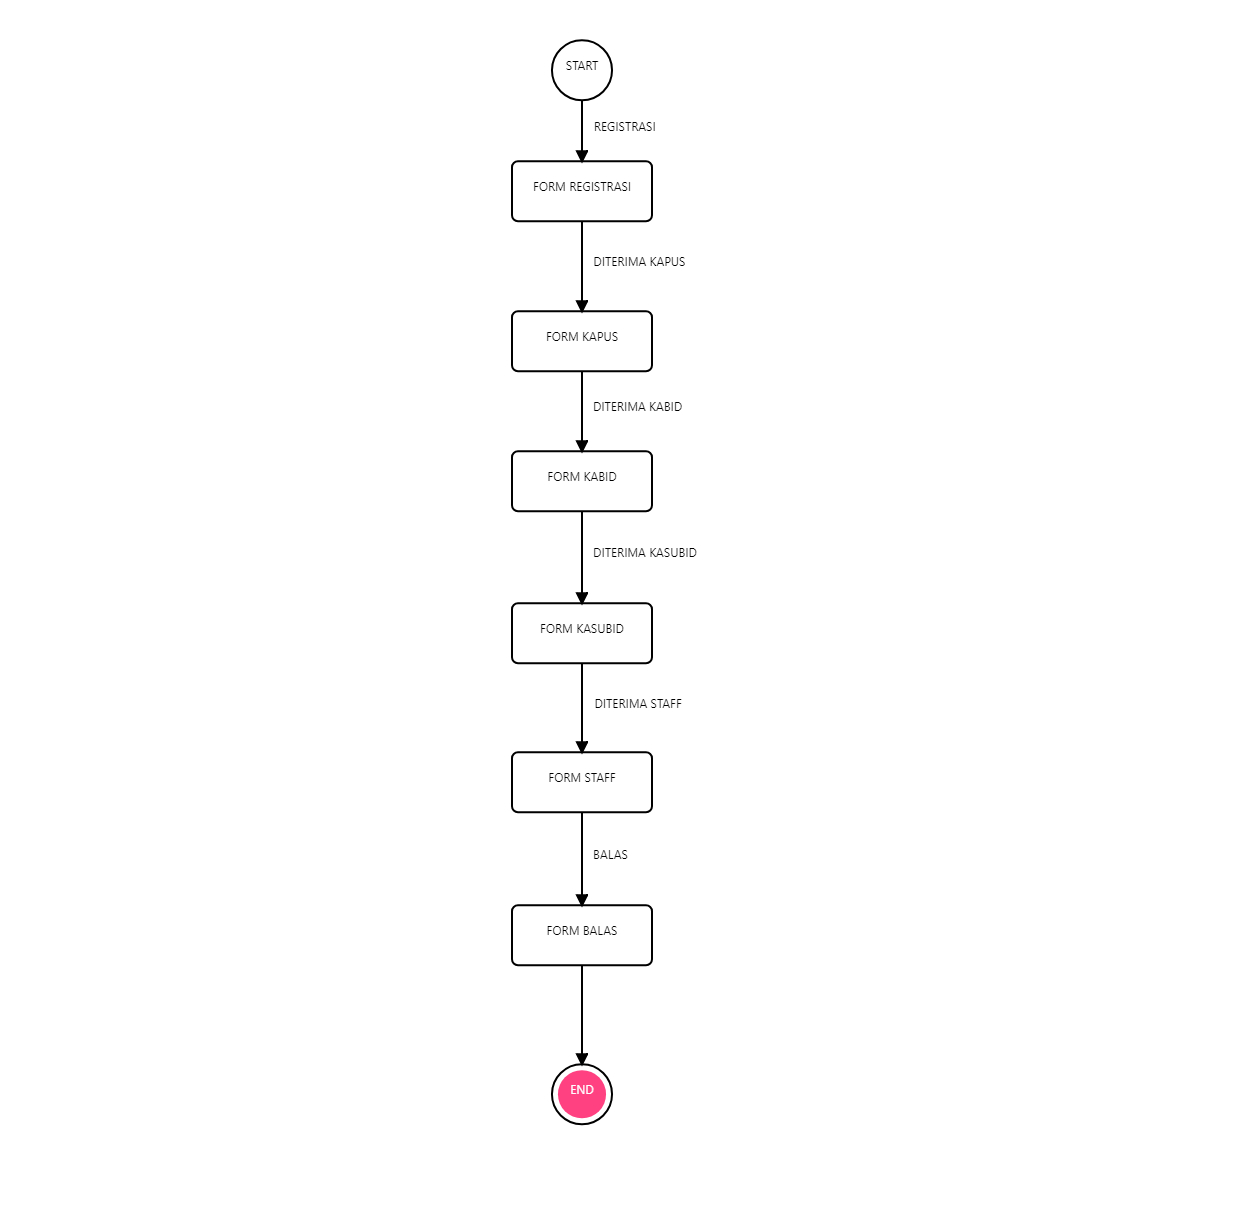 START
REGISTRASI
FORM REGISTRASI
DITERIMA KAPUS
FORM KAPUS
DITERIMA KABID
FORM KABID
DITERIMA KASUBID
FORM KASUBID
DITERIMA STAFF
FORM STAFF
BALAS
FORM BALAS
END